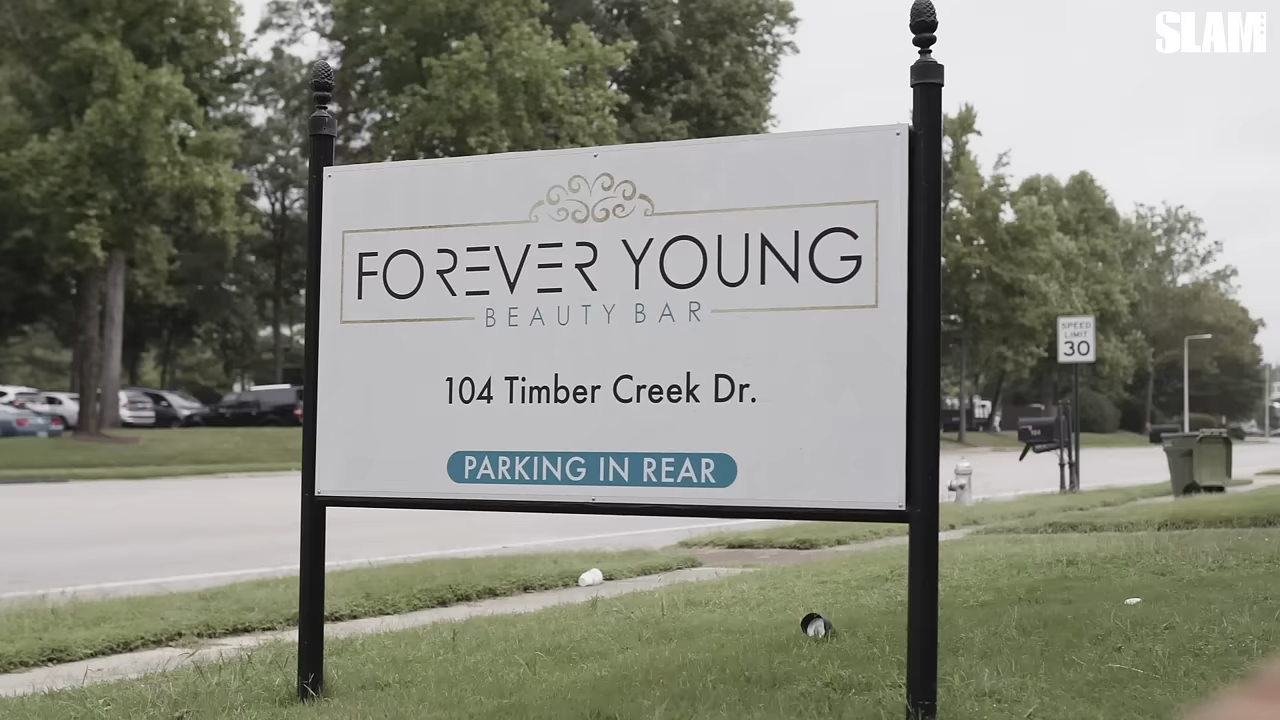 SLAM
FOREVER YOUNG
BEAUTY BAR
104 Timber Creek Dr.
PARKING IN REAR
SPEED
LIMIT
30